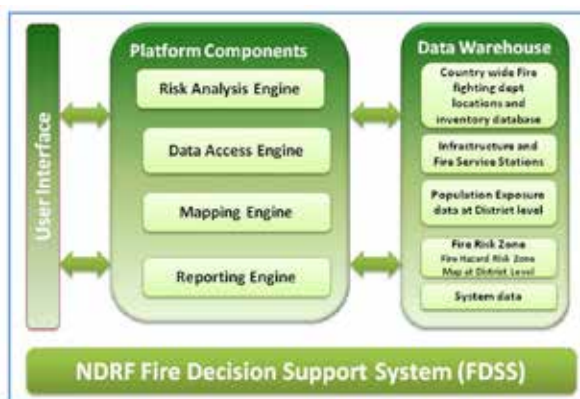 User Interface
Platform Components
Risk Analysis Engine
Data Access Engine
Mapping Engine
Reporting Engine
Data Warehouse
Country wide Fire
fighting dept
locations and
inventory database
Infrastructure and
Fire Service Stations
Population Exposure
data at District level
Fire Risk Zone
Fire Hazard Risk Zone
Map at District Level
System data
NDRF Fire Decision Support System (FDSS)